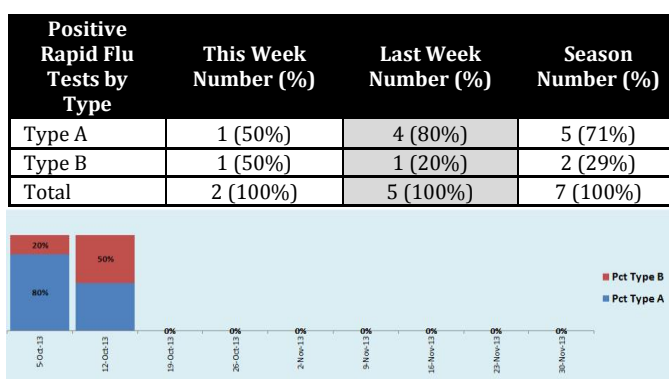 Positive
Rapid Flu
Tests by
Type
This Week
Number (%)
Last Week
Number (%)
Season
Number (%)
Type A 1 (50%) 4 (80%) 5 (71%)
Type B 1 (50%) 1 (20%) 2 (29%)
Total 2 (100%) 5 (100%) 7 (100%)
20%
50%
80%
Pct Type B
Pct Type A
0% 0% 0% 0% 0% 0% 0%
5-Oct-13
12-Oct-13
19-Oct-13
26-Oct-13
2-Nov-13
9-Nov-13
16-Nov-13
23-Nov-13
30-Nov-13